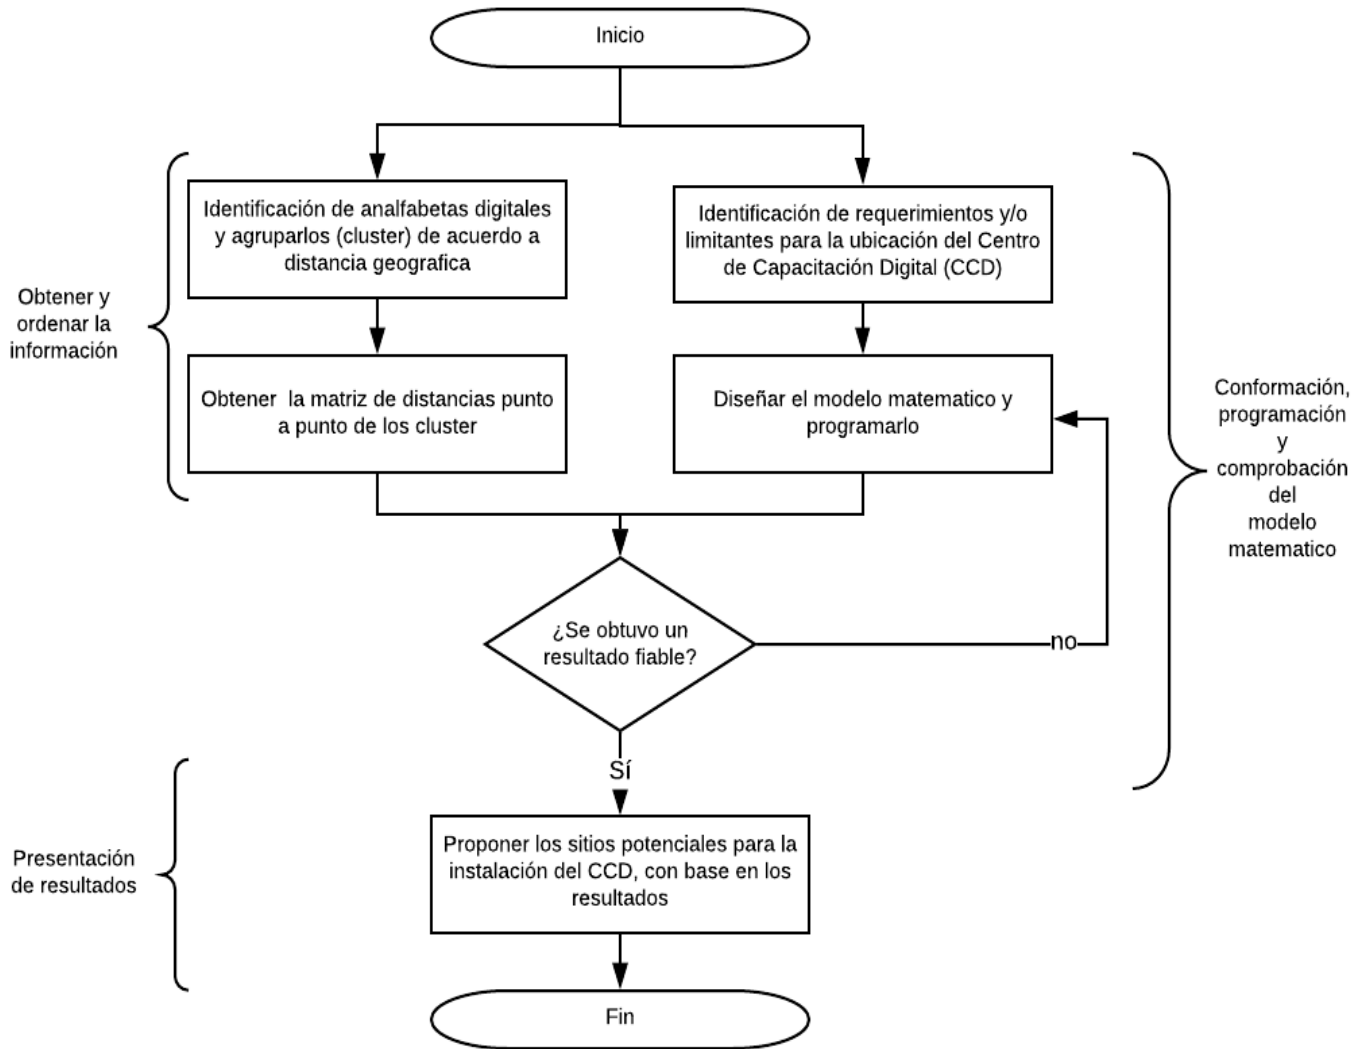 Inicio
Identificación de analfabetas digitales
y agruparlos (cluster) de acuerdo a
distancia geografica
Identificación de requerimientos y/o
limitantes para la ubicación del Centro
de Capacitación Digital (CCD)
Obtener y
ordenar la
información
Obtener la matriz de distancias punto
a punto de los cluster
Diseñar el modelo matematico y
programarlo
Conformación,
programación
y
comprobación
del
modelo
matematico
¿Se obtuvo un
resultado fiable?
no
Sí
Presentación
de resultados
Proponer los sitios potenciales para la
instalación del CCD, con base en los
resultados
Fin